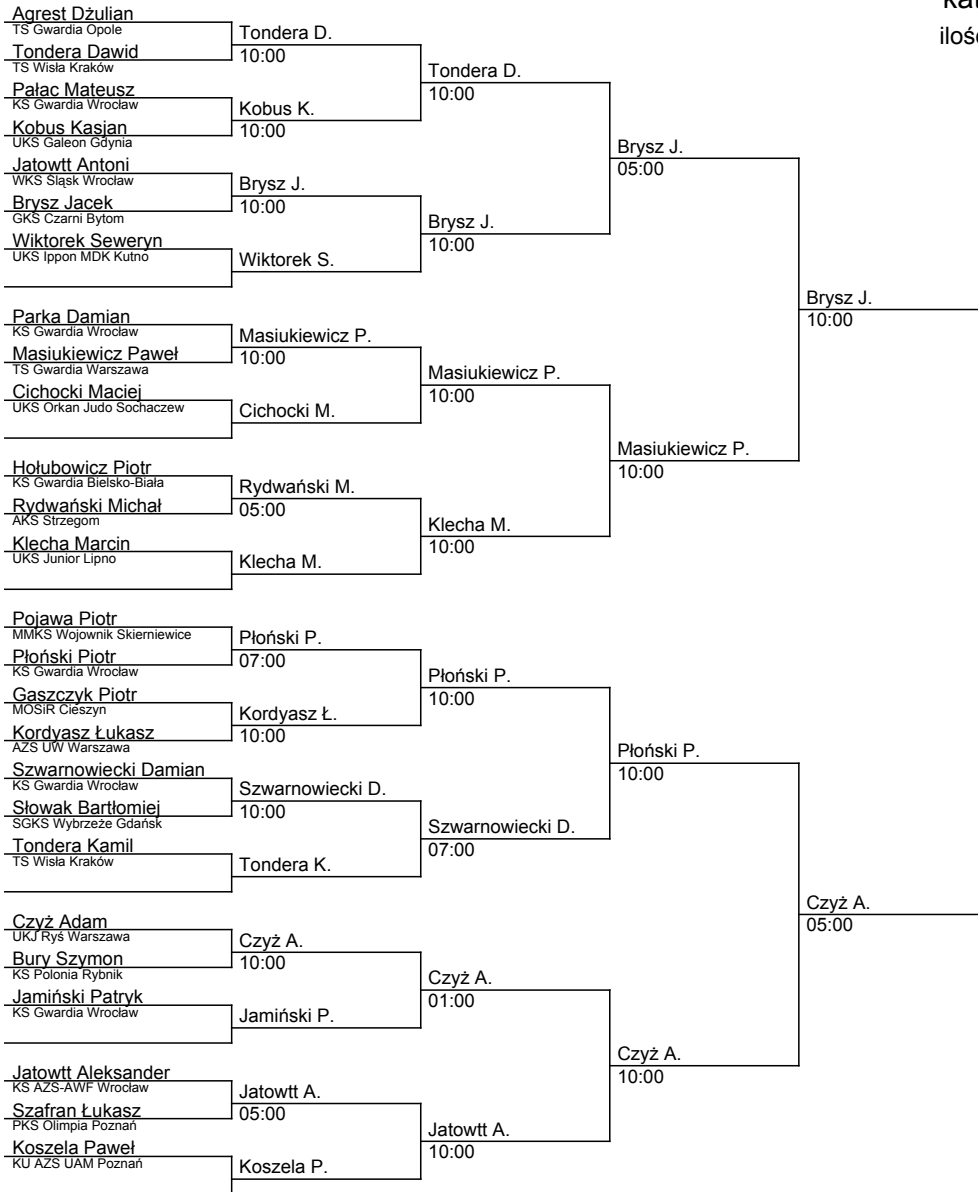 Agrest Dżulian
TS Gwardia Opole
Tondera Dawid
TS Wisła Kraków
Pałac Mateusz
KS Gwardia Wrocław
Kobus Kasjan
UKS Galeon Gdynia
Jatowtt Antoni
WKS Śląsk Wrocław
Brysz Jacek
GKS Czarni Bytom
Wiktorek Seweryn
UKS Ippon MDK Kutno
Parka Damian
KS Gwardia Wrocław
Masiukiewicz Paweł
TS Gwardia Warszawa
Cichocki Maciej
UKS Orkan Judo Sochaczew
Hołubowicz Piotr
KS Gwardia Bielsko-Biała
Rydwański Michał
AKS Strzegom
Klecha Marcin
UKS Junior Lipno
Pojawa Piotr
MMKS Wojownik Skierniewice
Płoński Piotr
KS Gwardia Wrocław
Gaszczyk Piotr
MOSiR Cieszyn
Kordyasz Łukasz
AZS UW Warszawa
Szwarnowiecki Damian
KS Gwardia Wrocław
Słowak Bartłomiej
SGKS Wybrzeże Gdańsk
Tondera Kamil
TS Wisła Kraków
Czyż Adam
UKJ Ryś Warszawa
Bury Szymon
KS Polonia Rybnik
Jamiński Patryk
KS Gwardia Wrocław
Jatowtt Aleksander
KS AZS-AWF Wrocław
Szafran Łukasz
PKS Olimpia Poznań
Koszela Paweł
KU AZS UAM Poznań
Tondera D.
10:00
Kobus K.
10:00
Brysz J.
10:00
Wiktorek S.
Masiukiewicz P.
10:00
Cichocki M.
Rydwański M.
05:00
Klecha M.
Płoński P.
07:00
Kordyasz Ł.
10:00
Szwarnowiecki D.
10:00
Tondera K.
Czyż A.
10:00
Jamiński P.
Jatowtt A.
05:00
Koszela P.
Tondera D.
10:00
Brysz J.
10:00
Masiukiewicz P.
10:00
Klecha M.
10:00
Płoński P.
10:00
Szwarnowiecki D.
07:00
Czyż A.
01:00
Jatowtt A.
10:00
Brysz J.
05:00
Masiukiewicz P.
10:00
Płoński P.
10:00
Czyż A.
10:00
Brysz J.
10:00
Czyż A.
05:00